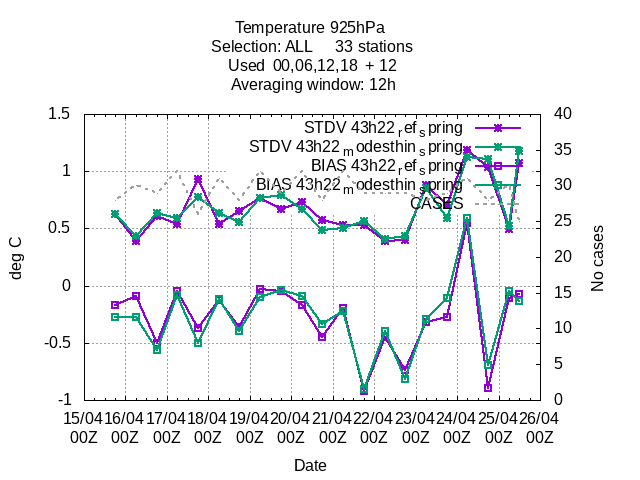 Temperature 925hPa
Selection: ALL     33 stations
Used  00,06,12,18  + 12
Averaging window: 12h
STDV 43h22_ref_spring
STDV 43h22_modesthin_spring
BIAS 43h22_ref_spring
BIAS 43h22_modesthin_spring
CASES
1.5
1
0.5
0
-0.5
-1
deg C
40
35
30
25
20
15
10
5
0
No cases
15/04 16/04 17/04 18/04 19/04 20/04 21/04 22/04 23/04 24/04 25/04 26/04
00Z 00Z 00Z 00Z 00Z 00Z 00Z 00Z 00Z 00Z 00Z 00Z
Date